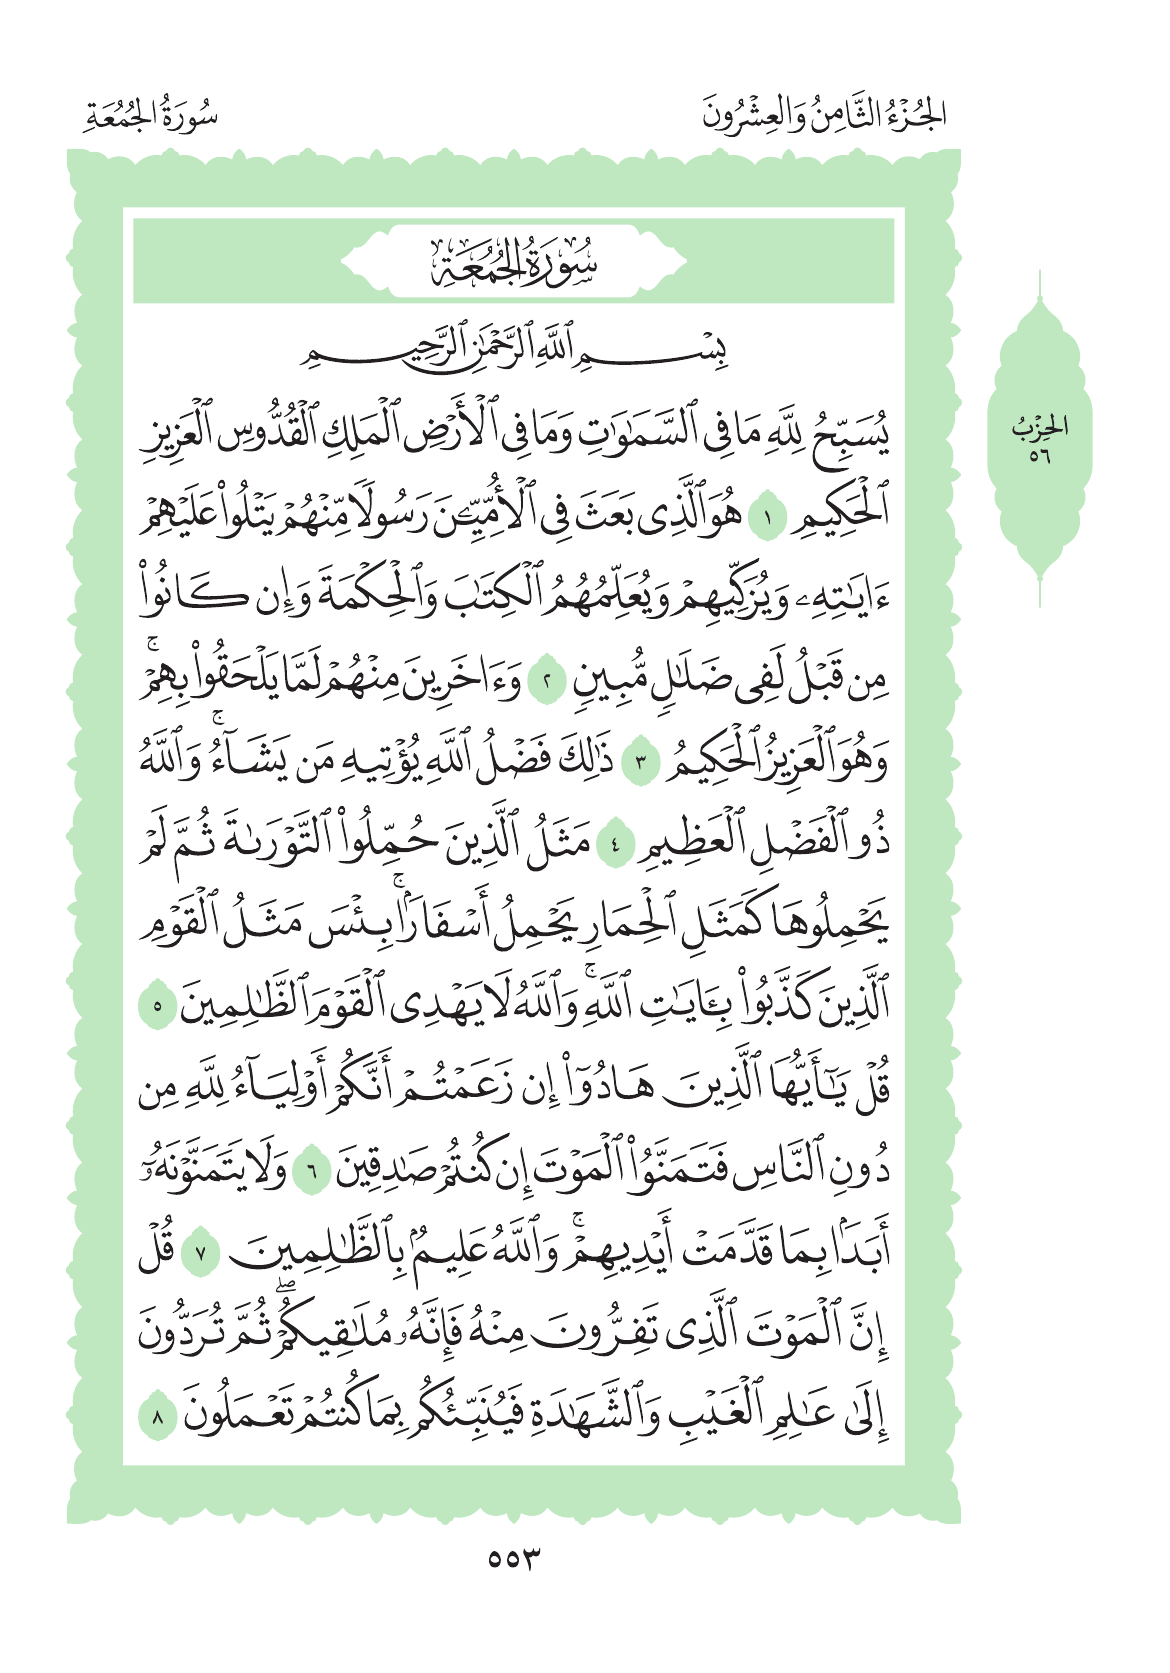 الجُزْءُ الثَّامِنُ وَالعِشْرُونَ
سُورَةُ الجُمُعَةِ
الحِزْبُ
٥٦
سُورَةُ الجُمُعَةِ
بِسْمِ ٱللَّهِ ٱلرَّحْمَٰنِ ٱلرَّحِيمِ
يُسَبِّحُ لِلَّهِ مَا فِي ٱلسَّمَٰوَٰتِ وَمَا فِي ٱلْأَرْضِ ٱلْمَلِكِ ٱلْقُدُّوسِ ٱلْعَزِيزِ
ٱلْحَكِيمِ ١ هُوَ ٱلَّذِي بَعَثَ فِي ٱلْأُمِّيِّـۧنَ رَسُولٗا مِّنْهُمْ يَتْلُواْ عَلَيْهِمْ
ءَايَٰتِهِۦ وَيُزَكِّيهِمْ وَيُعَلِّمُهُمُ ٱلْكِتَٰبَ وَٱلْحِكْمَةَ وَإِن كَانُواْ
مِن قَبْلُ لَفِي ضَلَٰلٖ مُّبِينٖ ٢ وَءَاخَرِينَ مِنْهُمْ لَمَّا يَلْحَقُواْ بِهِمْۚ
وَهُوَ ٱلْعَزِيزُ ٱلْحَكِيمُ ٣ ذَٰلِكَ فَضْلُ ٱللَّهِ يُؤْتِيهِ مَن يَشَآءُۚ وَٱللَّهُ
ذُو ٱلْفَضْلِ ٱلْعَظِيمِ ٤ مَثَلُ ٱلَّذِينَ حُمِّلُواْ ٱلتَّوْرَىٰةَ ثُمَّ لَمْ
يَحْمِلُوهَا كَمَثَلِ ٱلْحِمَارِ يَحْمِلُ أَسْفَارَۢاۚ بِئْسَ مَثَلُ ٱلْقَوْمِ
ٱلَّذِينَ كَذَّبُواْ بِـَٔايَٰتِ ٱللَّهِۚ وَٱللَّهُ لَا يَهْدِي ٱلْقَوْمَ ٱلظَّٰلِمِينَ ٥
قُلْ يَٰٓأَيُّهَا ٱلَّذِينَ هَادُوٓاْ إِن زَعَمْتُمْ أَنَّكُمْ أَوْلِيَآءُ لِلَّهِ مِن
دُونِ ٱلنَّاسِ فَتَمَنَّوُاْ ٱلْمَوْتَ إِن كُنتُمْ صَٰدِقِينَ ٦ وَلَا يَتَمَنَّوْنَهُۥٓ
أَبَدَۢا بِمَا قَدَّمَتْ أَيْدِيهِمْۚ وَٱللَّهُ عَلِيمُۢ بِٱلظَّٰلِمِينَ ٧ قُلْ
إِنَّ ٱلْمَوْتَ ٱلَّذِي تَفِرُّونَ مِنْهُ فَإِنَّهُۥ مُلَٰقِيكُمْۖ ثُمَّ تُرَدُّونَ
إِلَىٰ عَٰلِمِ ٱلْغَيْبِ وَٱلشَّهَٰدَةِ فَيُنَبِّئُكُم بِمَا كُنتُمْ تَعْمَلُونَ ٨
٥٥٣